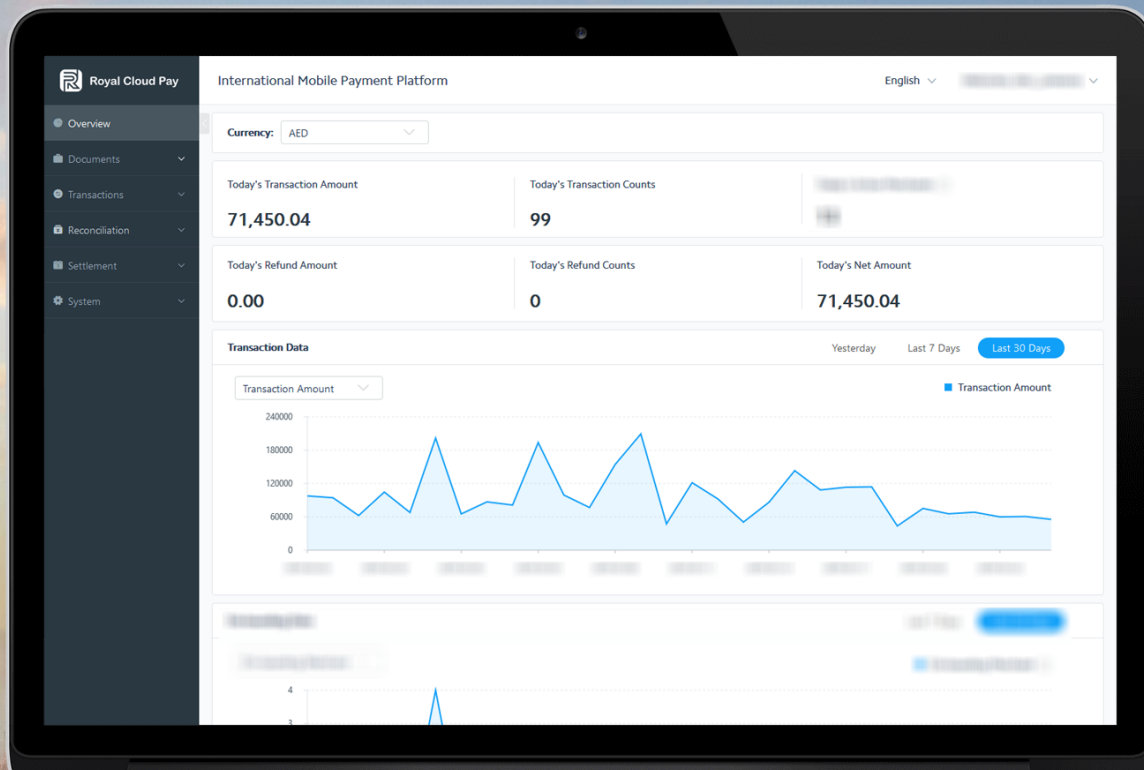 Royal Cloud Pay
International Mobile Payment Platform
English
Overview
Documents
Transactions
Reconciliation
Settlement
System
Currency:
AED
Today's Transaction Amount
Today's Transaction Counts
71,450.04
99
Today's Refund Amount
Today's Refund Counts
Today's Net Amount
0.00
0
71,450.04
Transaction Data
Yesterday
Last 7 Days
Last 30 Days
Transaction Amount
Transaction Amount
240000
180000
120000
60000
0
4
3